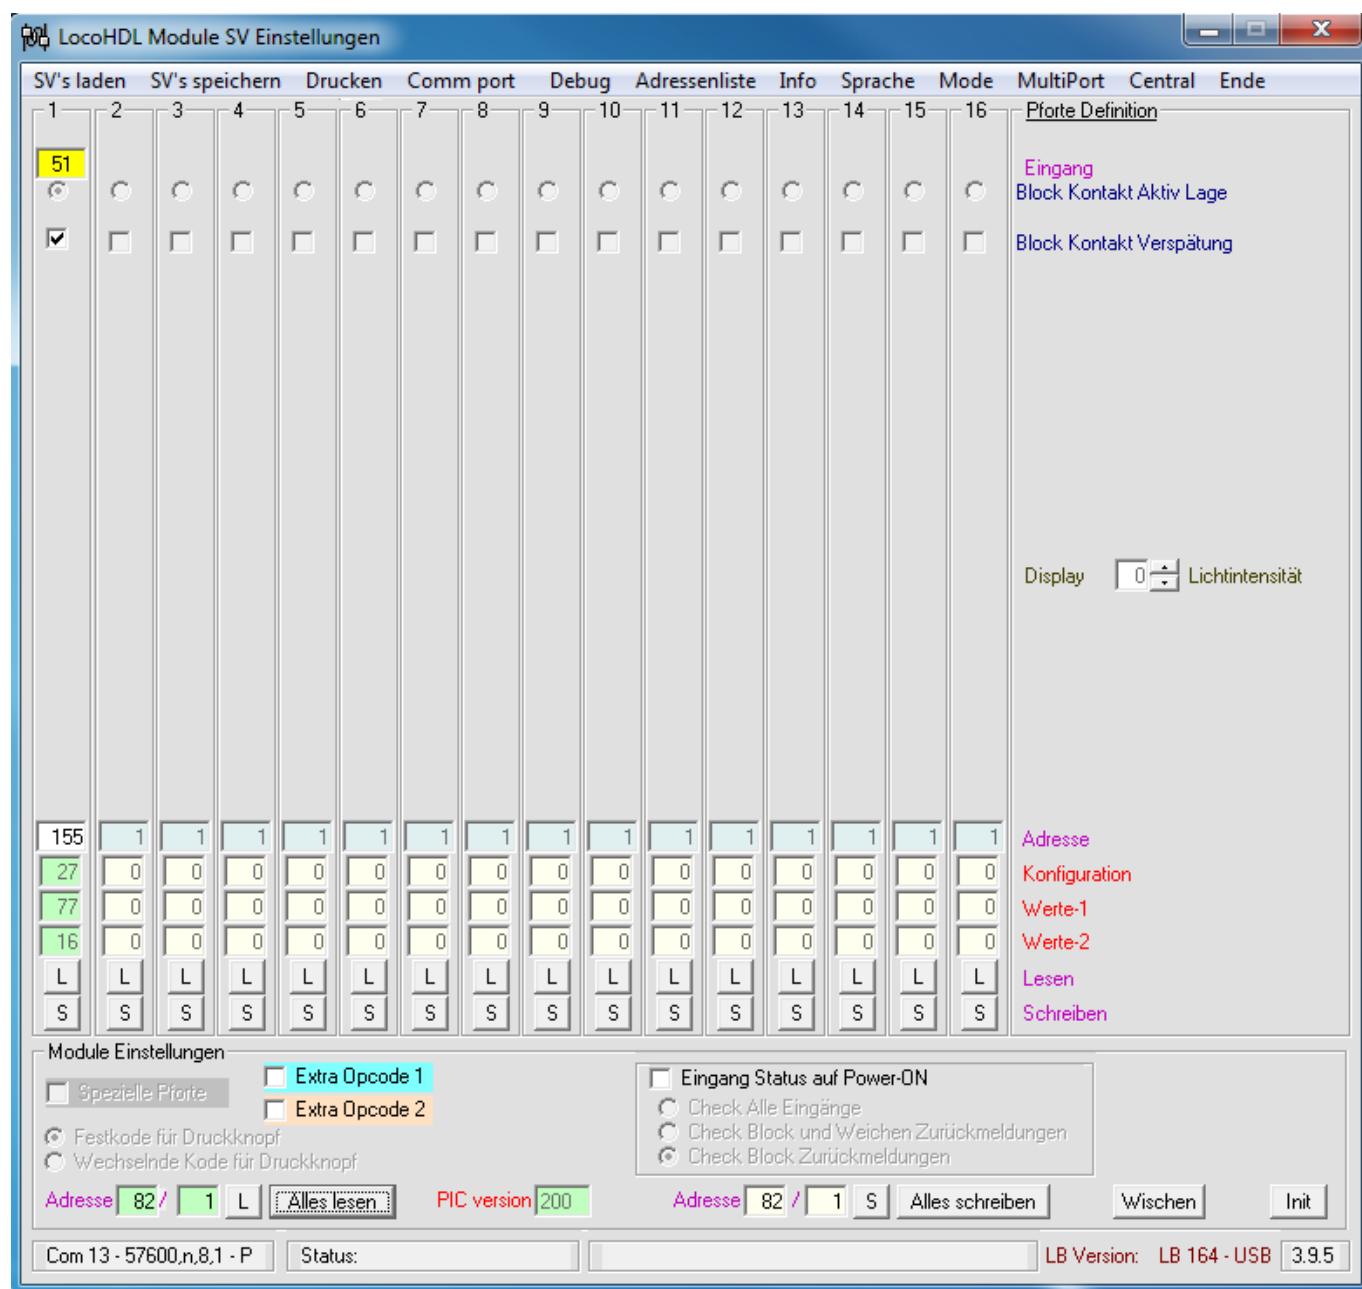 LocoHDL Module SV Einstellungen
SV's laden SV's speichern Drucken Comm port Debug Adressenliste Info Sprache Mode MultiPort Central Ende
1 2 3 4 5 6 7 8 9 10 11 12 13 14 15 16 Pforte Definition
51 Eingang
Block Kontakt Aktiv Lage
Block Kontakt Verspätung
Display 0 Lichtintensität
155 1 1 1 1 1 1 1 1 1 1 1 1 1 1 1 Adresse
27 0 0 0 0 0 0 0 0 0 0 0 0 0 0 0 Konfiguration
77 0 0 0 0 0 0 0 0 0 0 0 0 0 0 0 Werte-1
16 0 0 0 0 0 0 0 0 0 0 0 0 0 0 0 Werte-2
L L L L L L L L L L L L L L L L Lesen
S S S S S S S S S S S S S S S S Schreiben
Module Einstellungen
Spezielle Pforte
Extra Opcode 1
Extra Opcode 2
Festkode für Druckknopf
Wechselnde Kode für Druckknopf
Eingang Status auf Power-ON
Check Alle Eingänge
Check Block und Weichen Zurückmeldungen
Check Block Zurückmeldungen
Adresse 82 / 1 L Alles lesen PIC version 200 Adresse 82 / 1 S Alles schreiben Wischen Init
Com 13 - 57600,n,8,1 - P Status: LB Version: LB 164 - USB 3.9.5